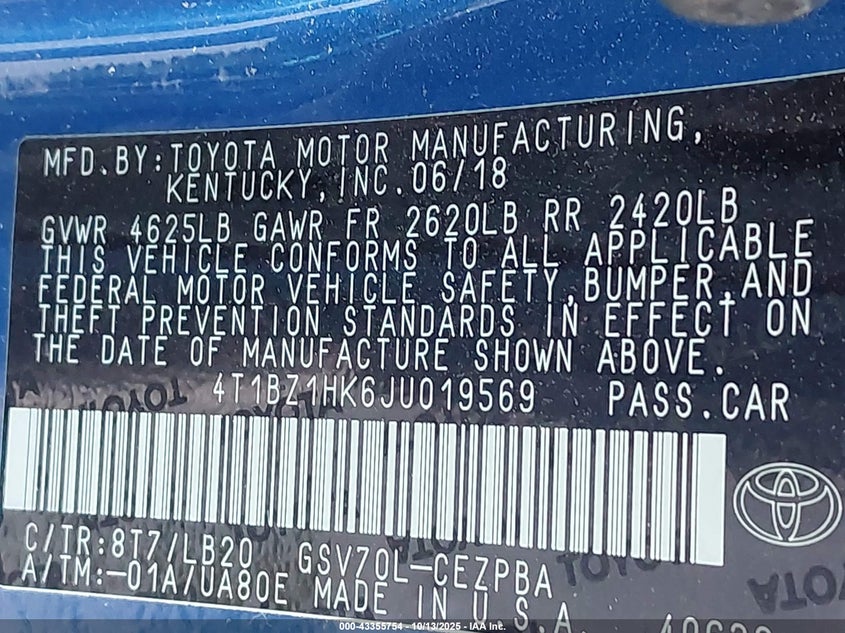 MFD.BY:TOYOTA MOTOR MANUFACTURING,
KENTUCKY,INC.06/18
GVWR 4625LB GAWR FR 2620LB RR 2420LB
THIS VEHICLE CONFORMS TO ALL APPLICABLE
FEDERAL MOTOR VEHICLE SAFETY,BUMPER,AND
THEFT PREVENTION STANDARDS IN EFFECT ON
THE DATE OF MANUFACTURE SHOWN ABOVE.
4T1BZ1HK6JU019569 PASS.CAR
C/TR:8T7/LB20 GSV70L-CEZPBA
A/TM:-01A/UA80E MADE IN U.S.A.
TOYOTA
000-43355754 - 10/13/2025 - IAA Inc.